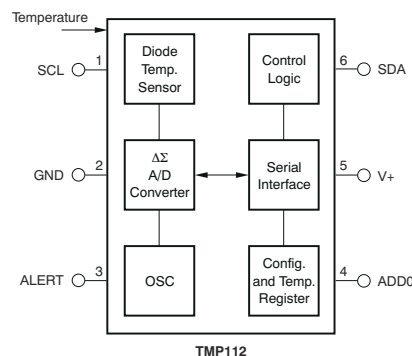 Temperature
Diode
Temp.
Sensor
Control
Logic
SCL
1
6
SDA
ΔΣ
A/D
Converter
Serial
Interface
GND
2
5
V+
OSC
Config.
and Temp.
Register
ALERT
3
4
ADD0
TMP112